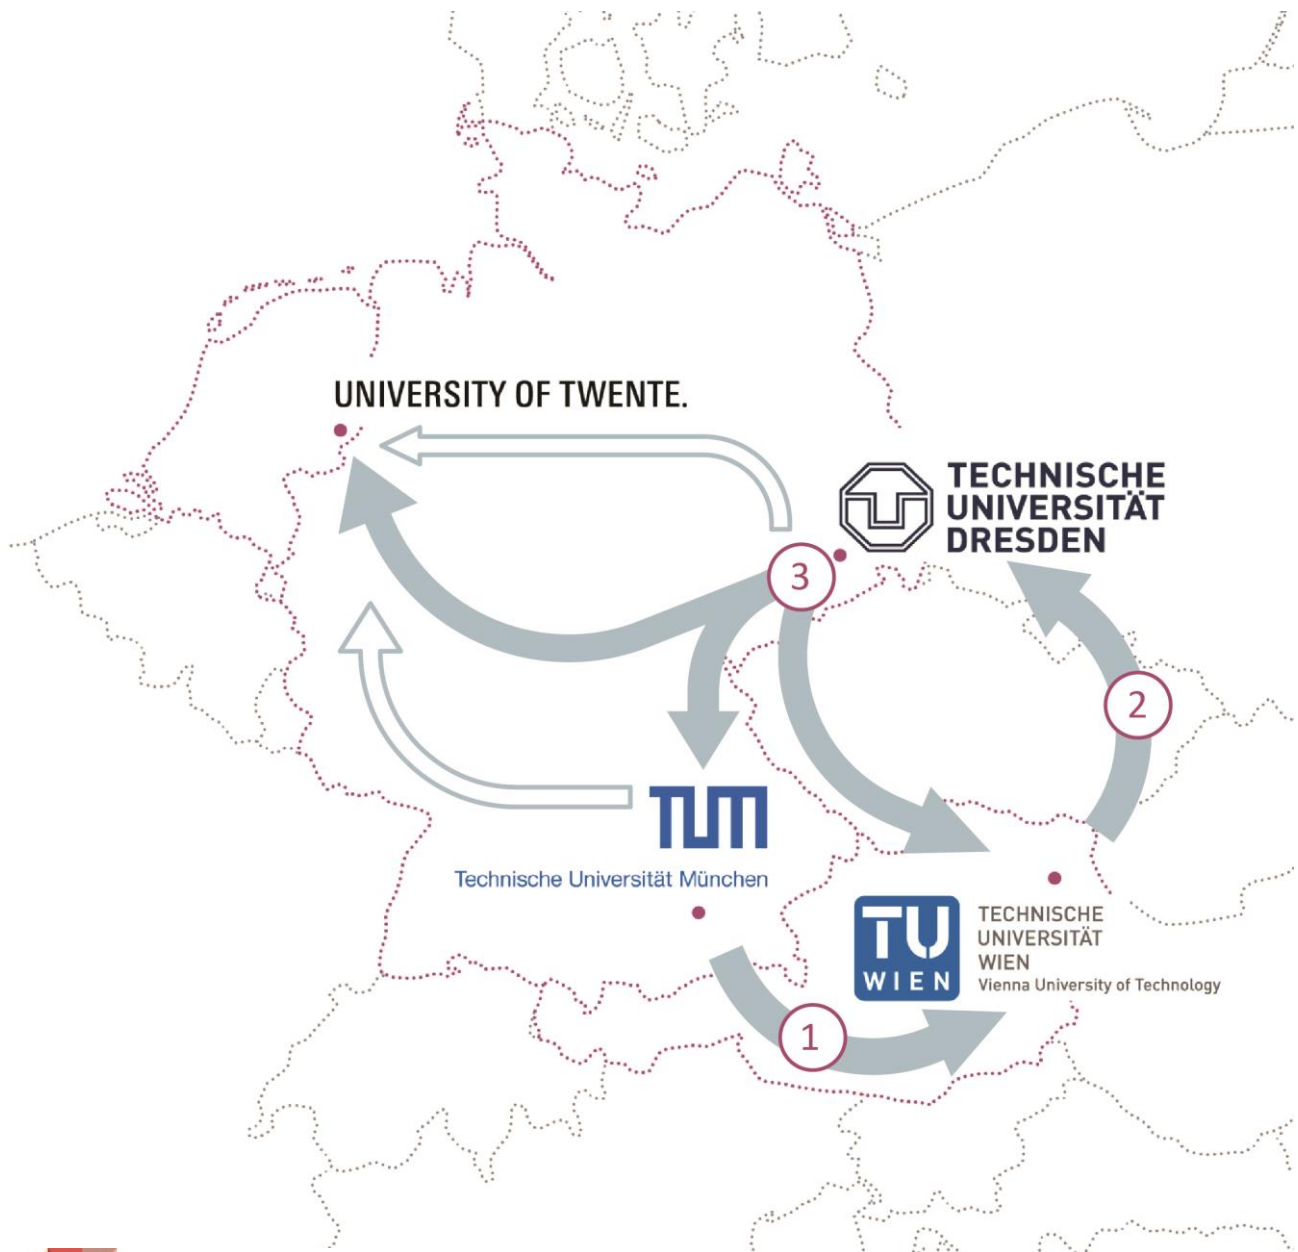 UNIVERSITY OF TWENTE.
TECHNISCHE
UNIVERSITÄT
DRESDEN
3
2
TUM
Technische Universität München
TU
WIEN
TECHNISCHE
UNIVERSITÄT
WIEN
Vienna University of Technology
1